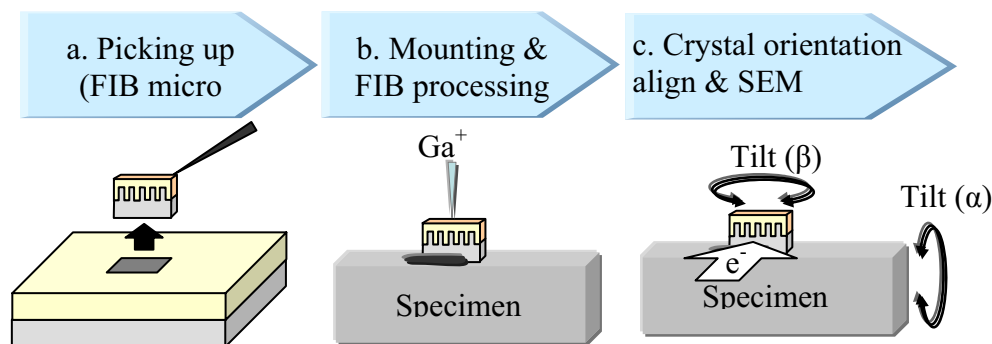 a. Picking up
(FIB micro
b. Mounting &
FIB processing
c. Crystal orientation
align & SEM
Ga⁺
Specimen
Tilt (β)
Tilt (α)
e⁻
Specimen